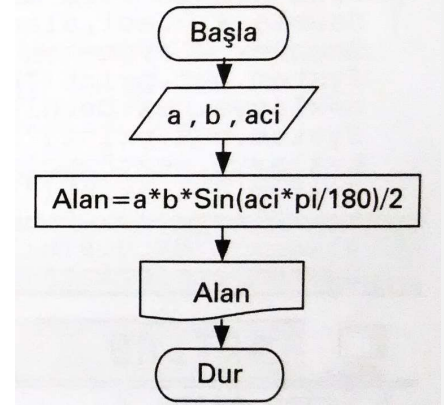 Başla
a , b , aci
Alan=a*b*Sin(aci*pi/180)/2
Alan
Dur